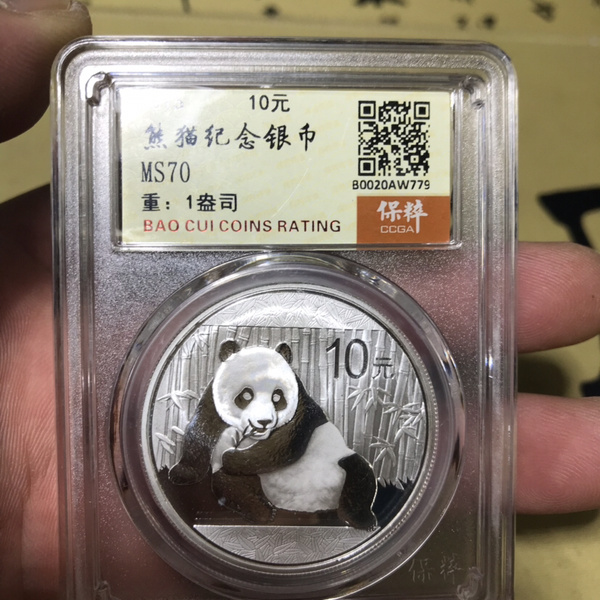 10元
熊猫纪念银币
MS70
B0020AW779
重：1盎司
保粹
CCGA
BAO CUI COINS RATING
10元
保粹